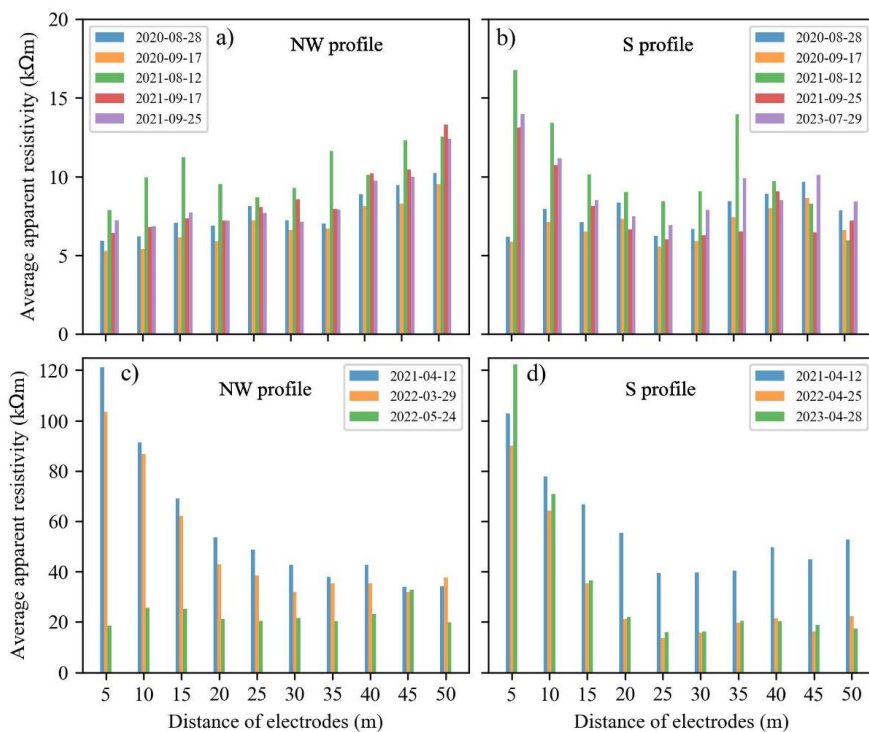 20
15
10
5
0
Average apparent resistivity (kΩm)
2020-08-28
2020-09-17
2021-08-12
2021-09-17
2021-09-25
a)
NW profile
b)
S profile
2020-08-28
2020-09-17
2021-08-12
2021-09-25
2023-07-29
120
100
80
60
40
20
0
Average apparent resistivity (kΩm)
c)
NW profile
2021-04-12
2022-03-29
2022-05-24
d)
S profile
2021-04-12
2022-04-25
2023-04-28
5 10 15 20 25 30 35 40 45 50
Distance of electrodes (m)
5 10 15 20 25 30 35 40 45 50
Distance of electrodes (m)